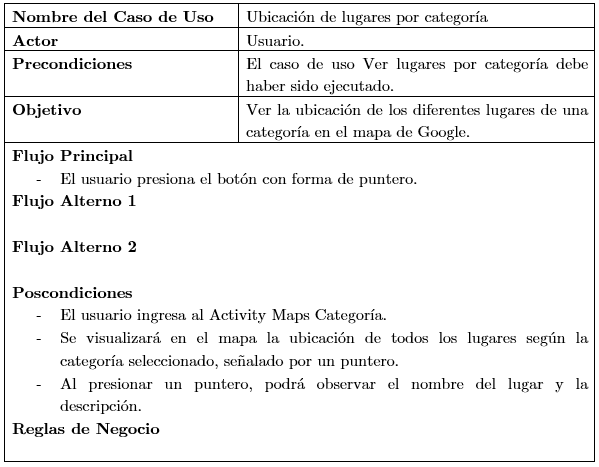 Nombre del Caso de Uso Ubicación de lugares por categoría
Actor Usuario.
Precondiciones El caso de uso Ver lugares por categoría debe
haber sido ejecutado.
Objetivo Ver la ubicación de los diferentes lugares de una
categoría en el mapa de Google.
Flujo Principal
- El usuario presiona el botón con forma de puntero.
Flujo Alterno 1
Flujo Alterno 2
Poscondiciones
- El usuario ingresa al Activity Maps Categoría.
- Se visualizará en el mapa la ubicación de todos los lugares según la
categoría seleccionado, señalado por un puntero.
- Al presionar un puntero, podrá observar el nombre del lugar y la
descripción.
Reglas de Negocio